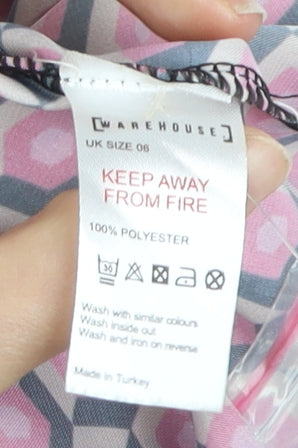 [WAREHOUSE]
UK SIZE 06
KEEP AWAY
FROM FIRE
100% POLYESTER
30
Wash with similar colours
Wash inside out
Wash and iron on reverse
Made in Turkey